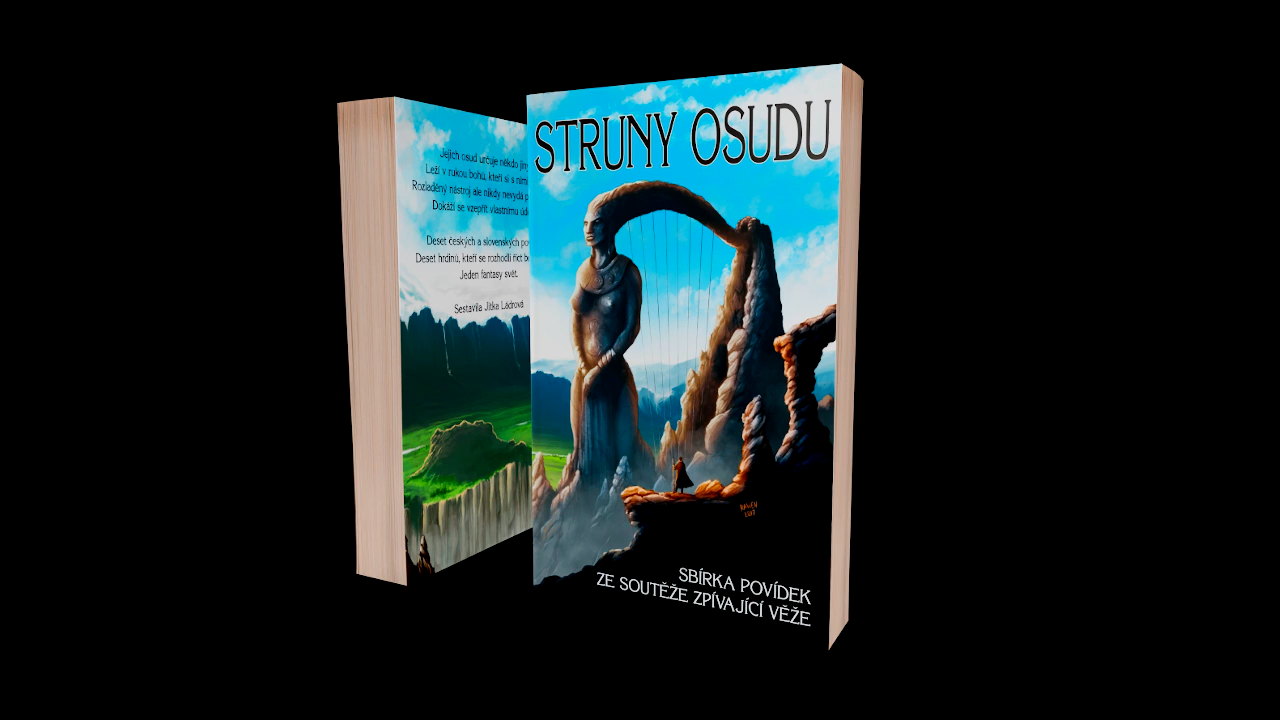 STRUNY OSUDU
SBÍRKA POVÍDEK
ZE SOUTĚŽE ZPÍVAJÍCÍ VĚŽE
Jejich osud určuje někdo
Leží v rukou bohů, kteří si s
Rozladěný nástroj ale nikdy nevydá
Dokáží se vzepřít vlastnímu
Deset českých a slovenských
Deset hrdinů, kteří se rozhodli říct
Jeden fantasy svět.
Sestavila Jitka Ládrová